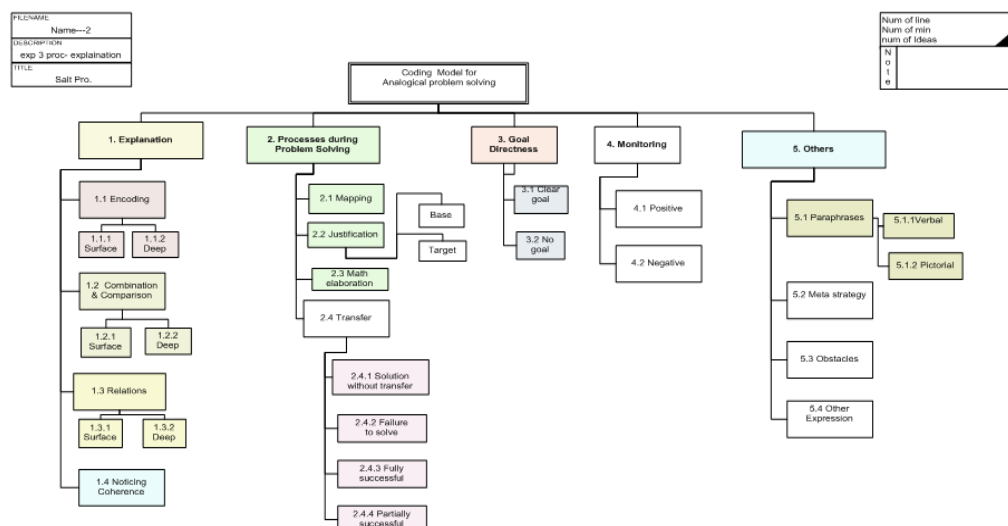 FILENAME
Name---2
DESCRIPTION
exp 3 proc- explaination
TITLE
Salt Pro.
Num of line
Num of min
num of Ideas
N
o
t
e
Coding Model for
Analogical problem solving
1. Explanation
2. Processes during
Problem Solving
3. Goal
Directness
4. Monitoring
5. Others
1.1 Encoding
1.1.1
Surface
1.1.2
Deep
1.2 Combination
& Comparison
1.2.1
Surface
1.2.2
Deep
1.3 Relations
1.3.1
Surface
1.3.2
Deep
1.4 Noticing
Coherence
2.1 Mapping
2.2 Justification
Base
Target
2.3 Math
elaboration
2.4 Transfer
2.4.1 Solution
without transfer
2.4.2 Failure
to solve
2.4.3 Fully
successful
2.4.4 Partially
successful
3.1 Clear
goal
3.2 No
goal
4.1 Positive
4.2 Negative
5.1 Paraphrases
5.1.1Verbal
5.1.2 Pictorial
5.2 Meta strategy
5.3 Obstacles
5.4 Other
Expression